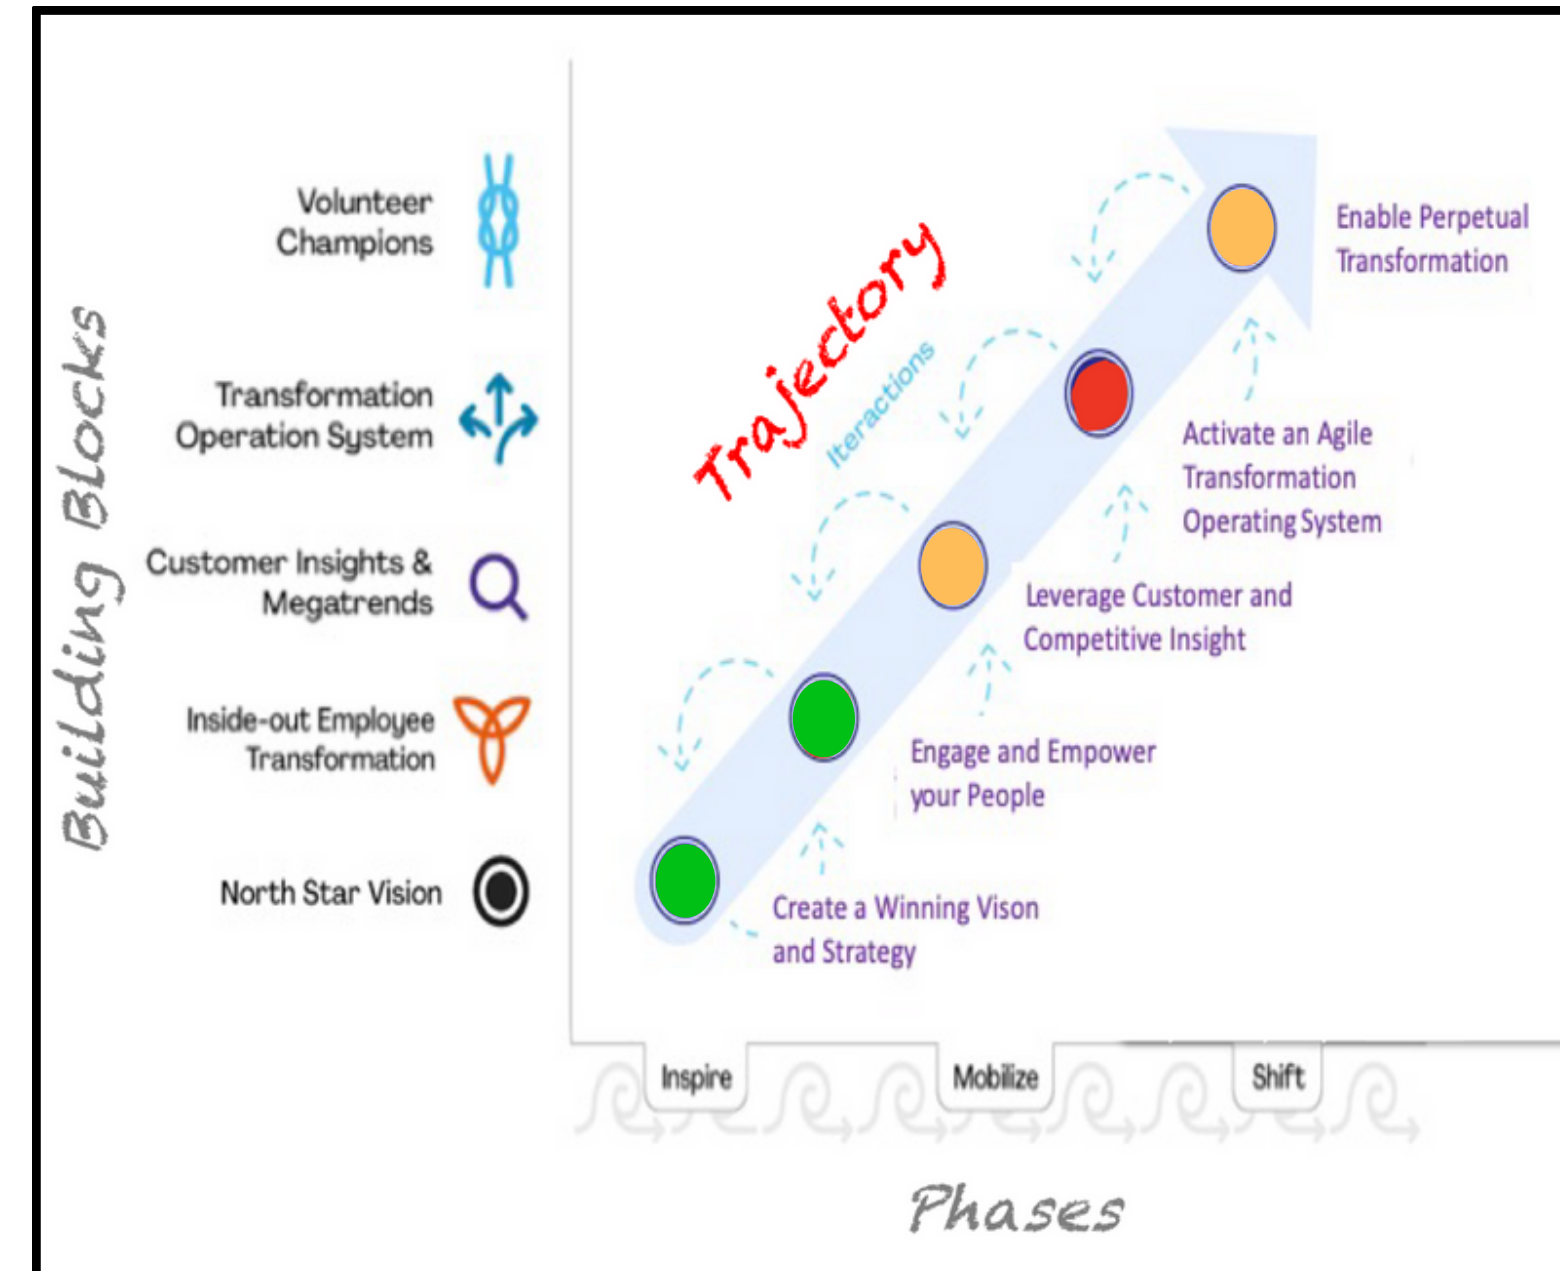 Building Blocks
Volunteer
Champions
Transformation
Operation System
Customer Insights &
Megatrends
Inside-out Employee
Transformation
North Star Vision
Trajectory
Iteractions
Enable Perpetual
Transformation
Activate an Agile
Transformation
Operating System
Leverage Customer and
Competitive Insight
Engage and Empower
your People
Create a Winning Vison
and Strategy
Inspire
Mobilize
Shift
Phases